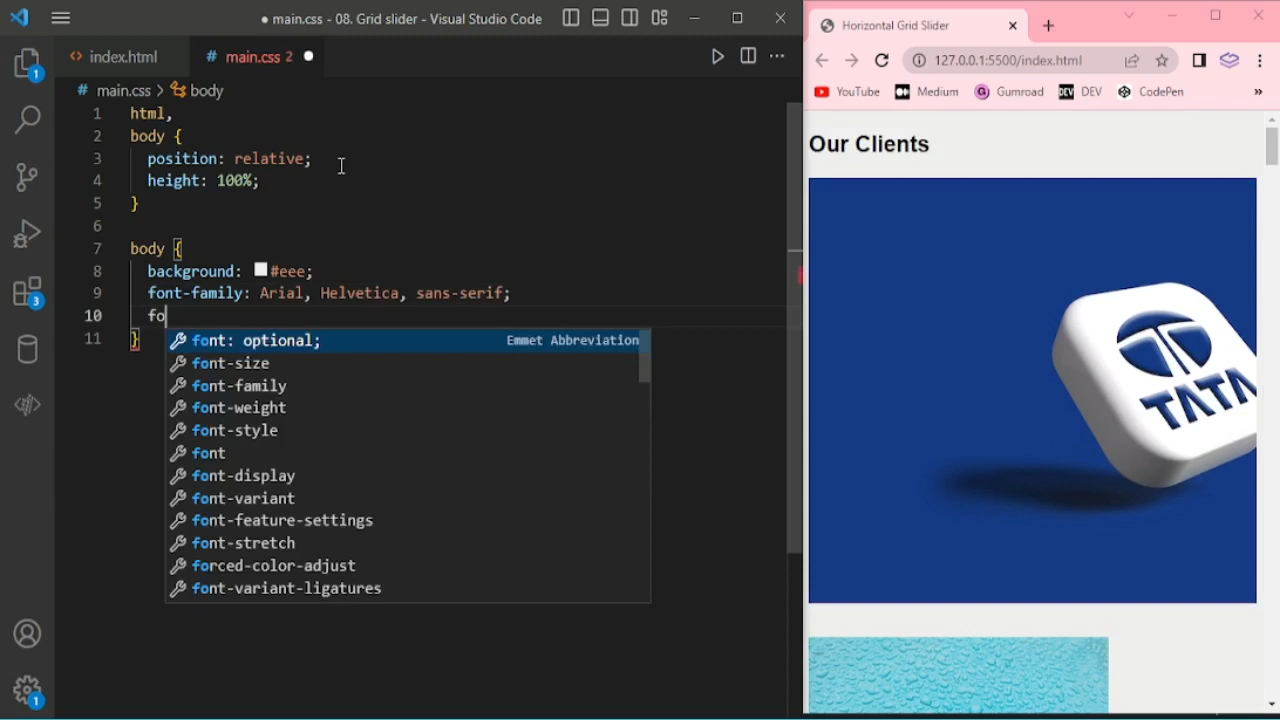 main.css - 08. Grid slider - Visual Studio Code
index.html
# main.css 2
# main.css > body
1 html,
2 body {
3 position: relative;
4 height: 100%;
5 }
6
7 body {
8 background: #eee;
9 font-family: Arial, Helvetica, sans-serif;
10 fo
11 }
font: optional; Emmet Abbreviation
font-size
font-family
font-weight
font-style
font
font-display
font-variant
font-feature-settings
font-stretch
forced-color-adjust
font-variant-ligatures
1
3
1
Horizontal Grid Slider
127.0.0.1:5500/index.html
YouTube Medium Gumroad DEV DEV CodePen »
Our Clients
TATA